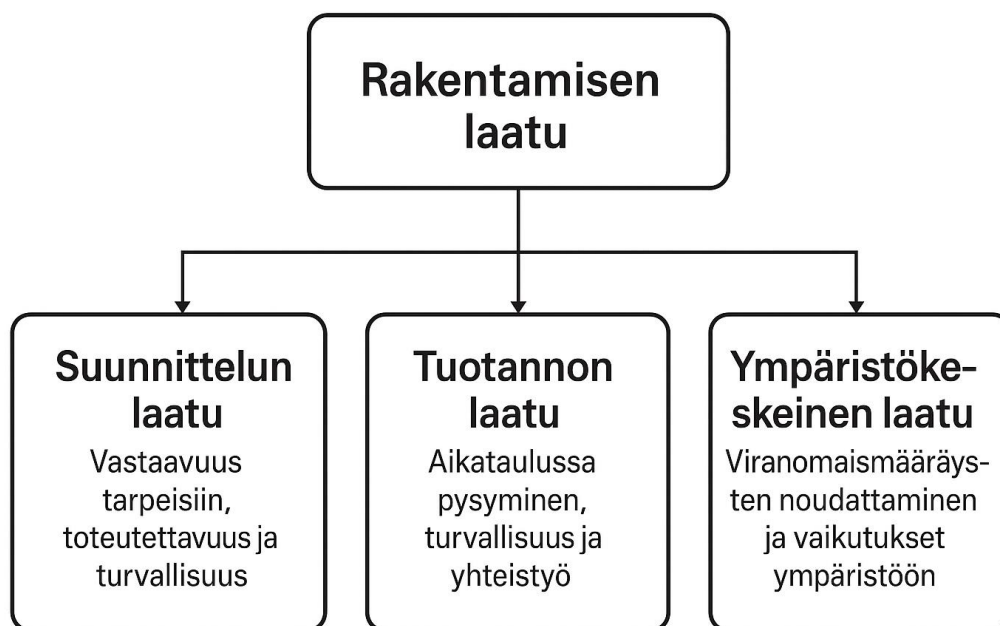 Rakentamisen
laatu
Suunnittelun
laatu
Vastaavuus
tarpeisiin,
toteutettavuus ja
turvallisuus
Tuotannon
laatu
Aikataulussa
pysyminen,
turvallisuus ja
yhteistyö
Ympäristöke-
skeinen laatu
Viranomaismääräys-
ten noudattaminen
ja vaikutukset
ympäristöön